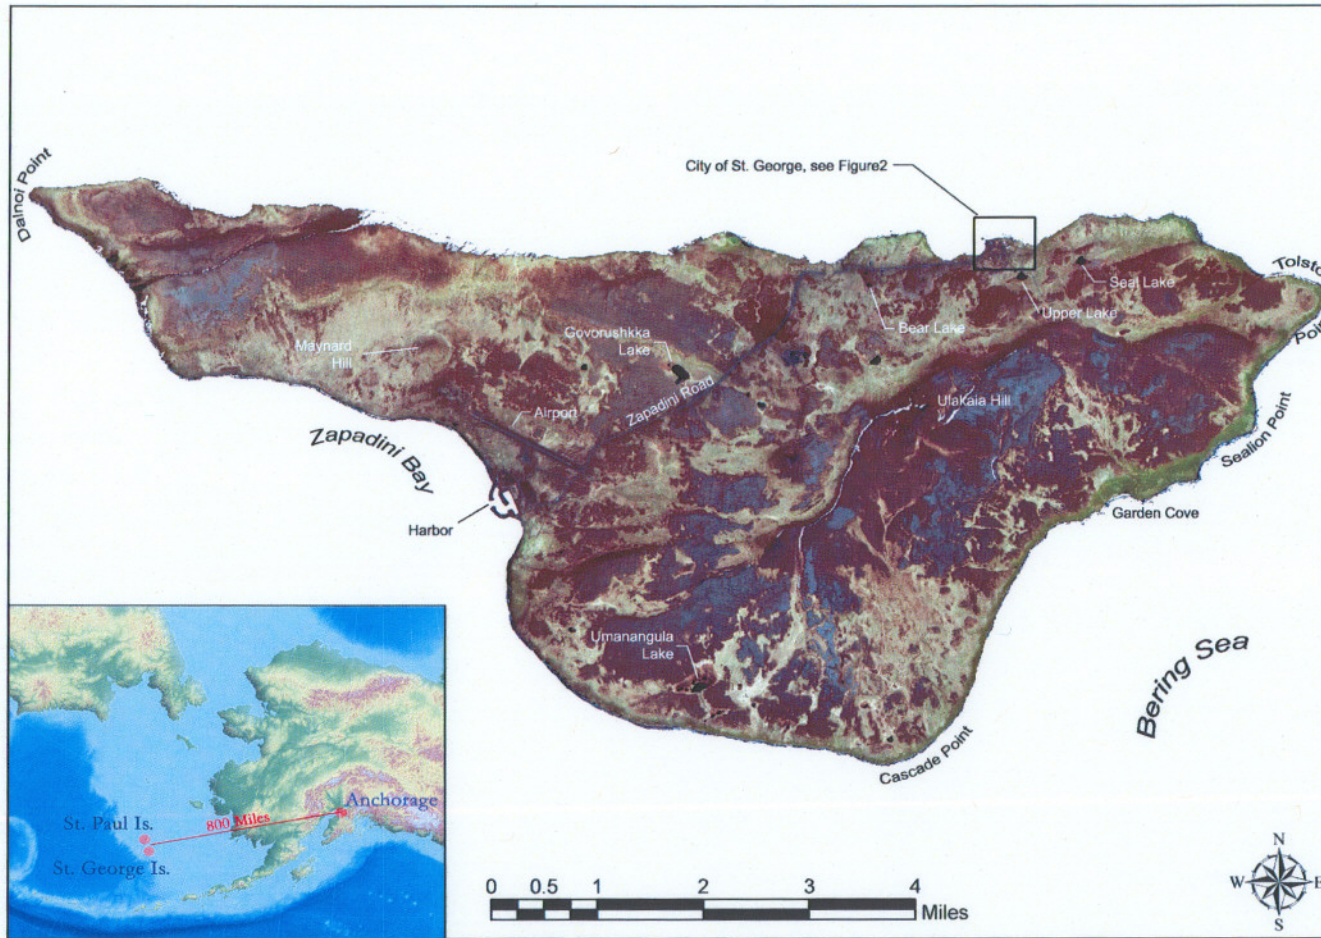 Dalnoi Point
City of St. George, see Figure2
Seal Lake
Upper Lake
Bear Lake
Point
Govorushkka
Lake
Maynard
Hill
Zapadini Road
Airport
Ulakaia Hill
Zapadini Bay
Sealion Point
Garden Cove
Harbor
Umanangula
Lake
Bering Sea
Cascade Point
Anchorage
800 Miles
St. Paul Is.
St. George Is.
0 0.5 1 2 3 4
Miles
N
W E
S